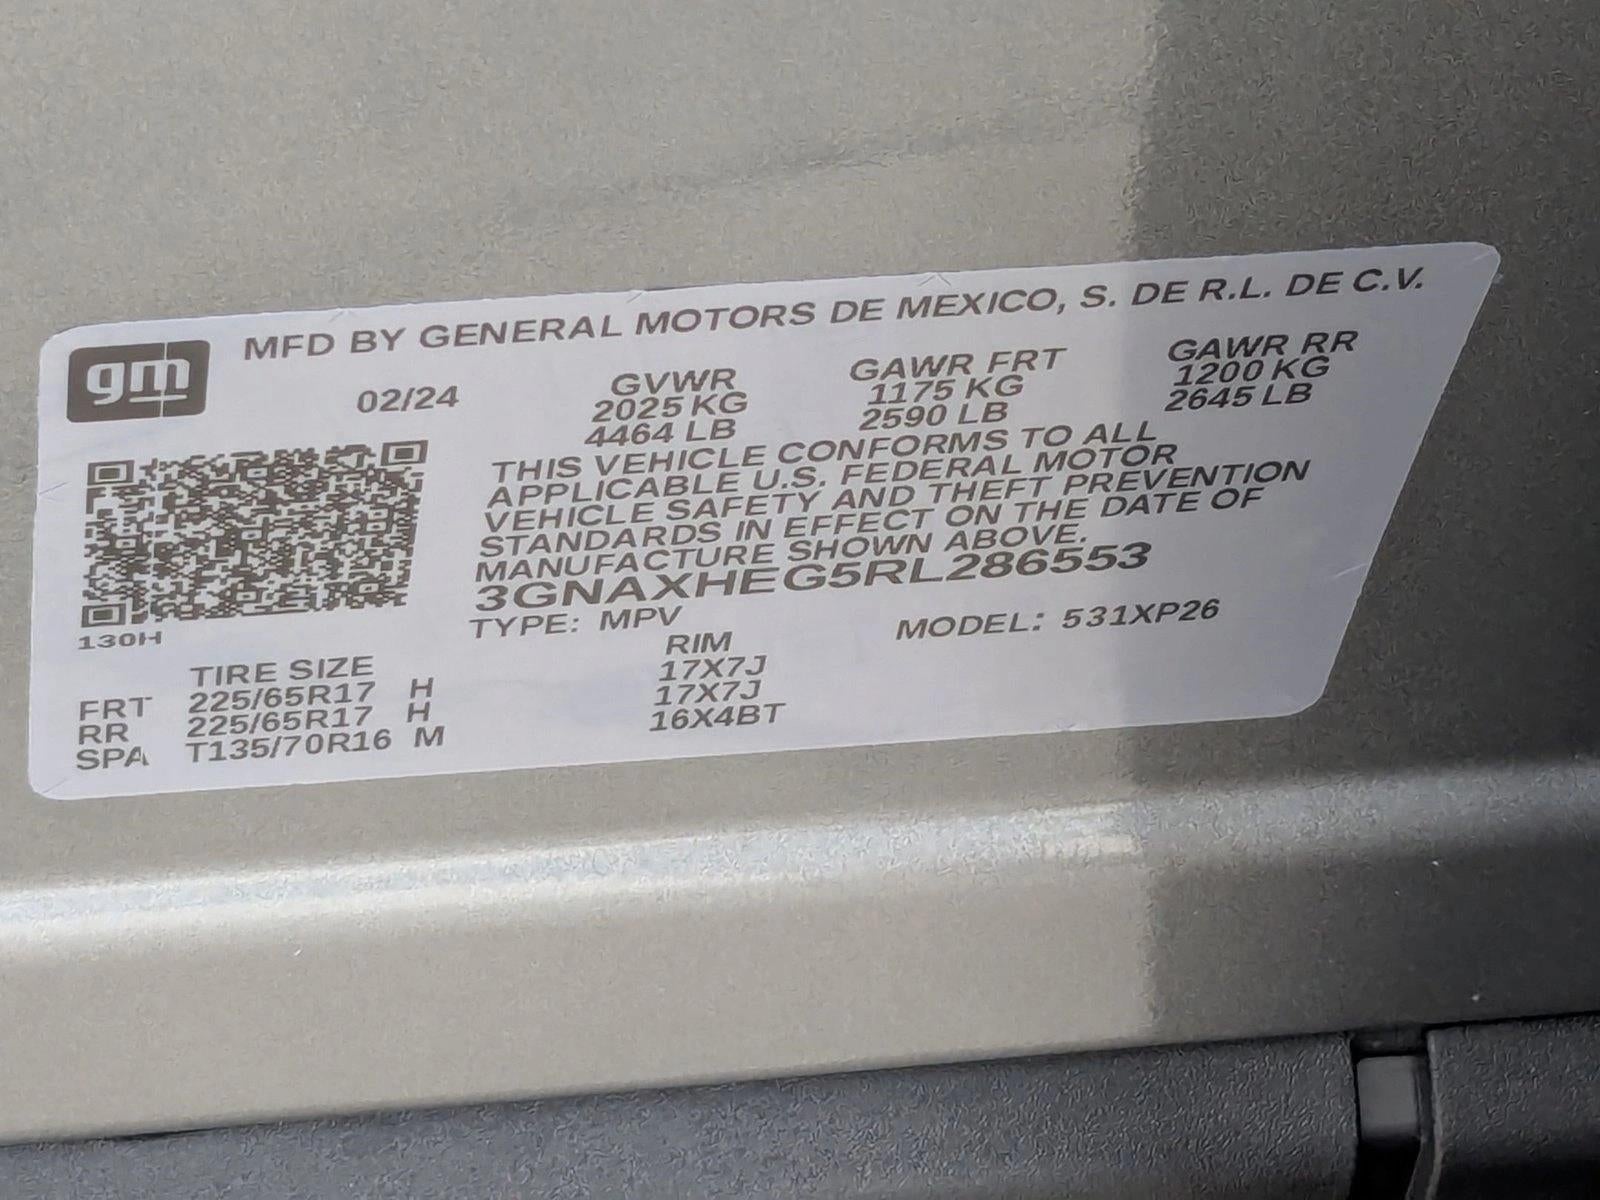 gm MFD BY GENERAL MOTORS DE MEXICO, S. DE R.L. DE C.V.
02/24 GVWR GAWR FRT GAWR RR
2025 KG 1175 KG 1200 KG
4464 LB 2590 LB 2645 LB
THIS VEHICLE CONFORMS TO ALL
APPLICABLE U.S. FEDERAL MOTOR
VEHICLE SAFETY AND THEFT PREVENTION
STANDARDS IN EFFECT ON THE DATE OF
MANUFACTURE SHOWN ABOVE.
3GNAXHEG5RL286553
130H
TYPE: MPV MODEL: 531XP26
TIRE SIZE RIM
FRT 225/65R17 H 17X7J
RR 225/65R17 H 17X7J
SPA T135/70R16 M 16X4BT